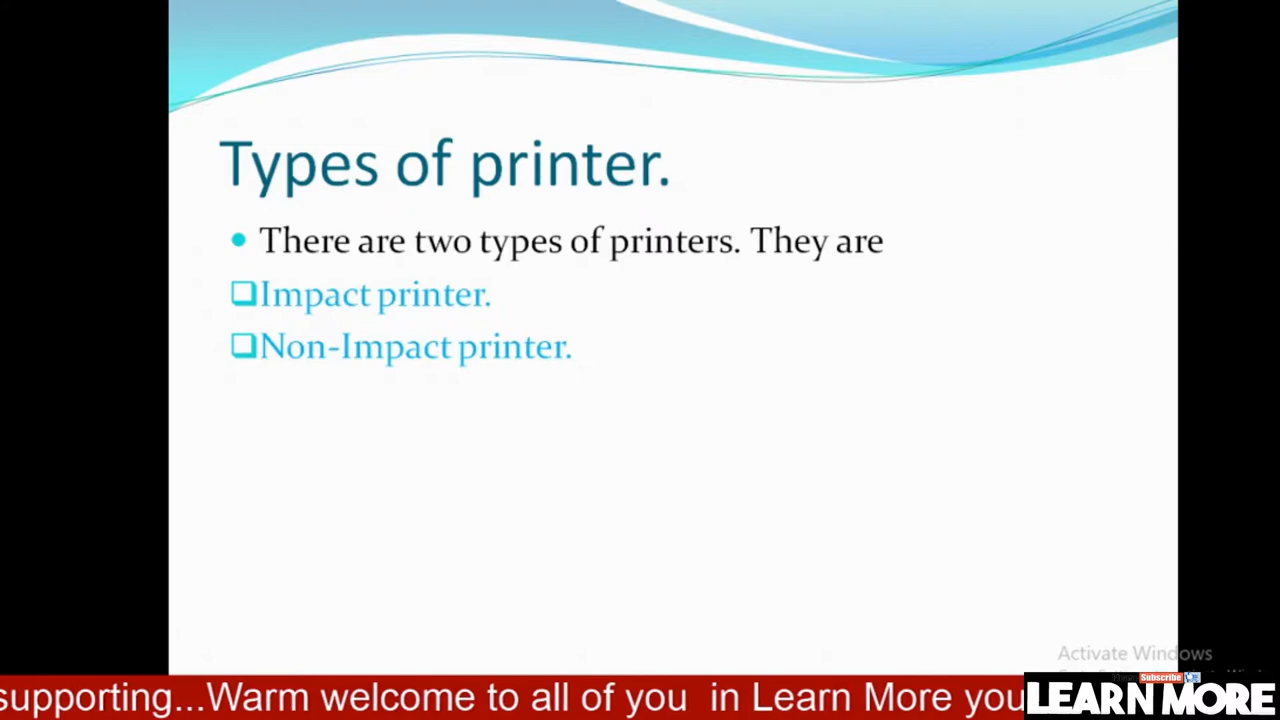 Types of printer.
There are two types of printers. They are
Impact printer.
Non-Impact printer.
Activate Windows
Subscribe
supporting...Warm welcome to all of you in Learn More you
LEARN MORE